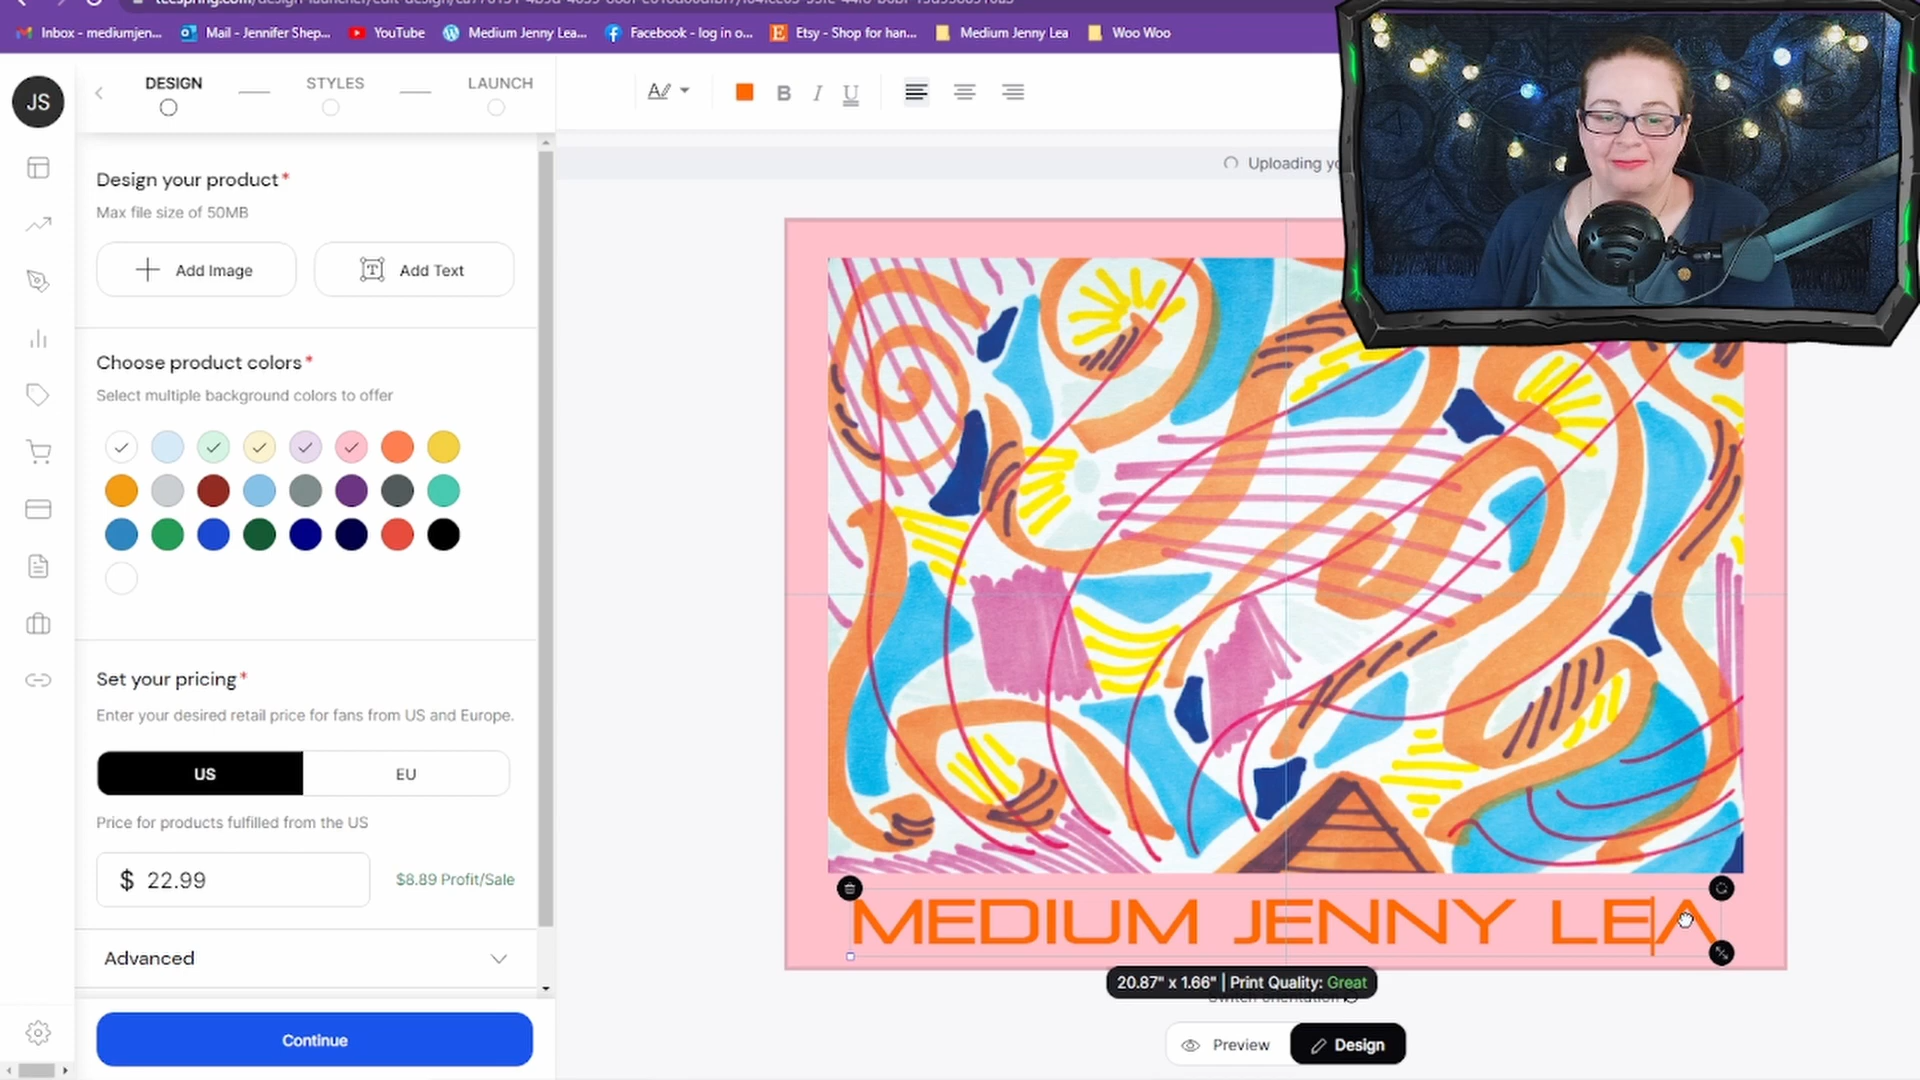 Inbox - mediumjen...
Mail - Jennifer Shep...
YouTube
Medium Jenny Lea...
Facebook - log in o...
Etsy - Shop for han...
Medium Jenny Lea
Woo Woo
JS
DESIGN
STYLES
LAUNCH
B I U
Uploading yo
Design your product*
Max file size of 50MB
Add Image
Add Text
Choose product colors*
Select multiple background colors to offer
Set your pricing*
Enter your desired retail price for fans from US and Europe.
US
EU
Price for products fulfilled from the US
$ 22.99
$8.89 Profit/Sale
Advanced
Continue
MEDIUM JENNY LEA
20.87" x 1.66" | Print Quality: Great
Switch orientation
Preview
Design